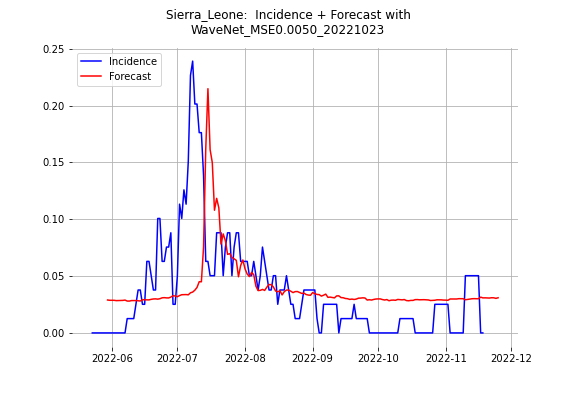 Sierra_Leone:  Incidence + Forecast with
WaveNet_MSE0.0050_20221023
Incidence
Forecast
0.25
0.20
0.15
0.10
0.05
0.00
2022-06 2022-07 2022-08 2022-09 2022-10 2022-11 2022-12